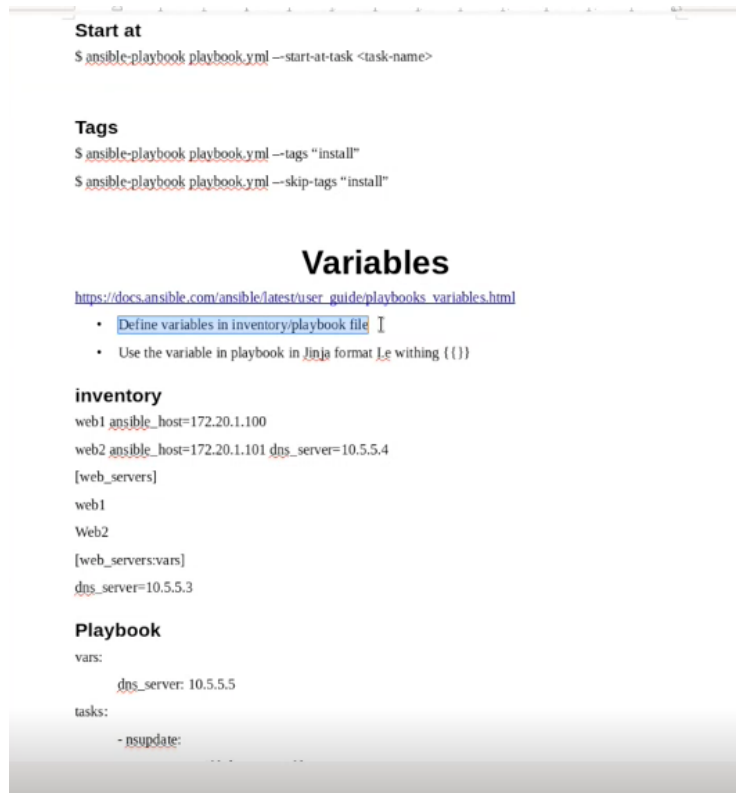 Start at
$ ansible-playbook playbook.yml –-start-at-task <task-name>
Tags
$ ansible-playbook playbook.yml –-tags “install”
$ ansible-playbook playbook.yml –-skip-tags “install”
Variables
https://docs.ansible.com/ansible/latest/user_guide/playbooks_variables.html
• Define variables in inventory/playbook file
• Use the variable in playbook in Jinja format I.e withing {{}}
inventory
web1 ansible_host=172.20.1.100
web2 ansible_host=172.20.1.101 dns_server=10.5.5.4
[web_servers]
web1
Web2
[web_servers:vars]
dns_server=10.5.5.3
Playbook
vars:
dns_server: 10.5.5.5
tasks:
- nsupdate: